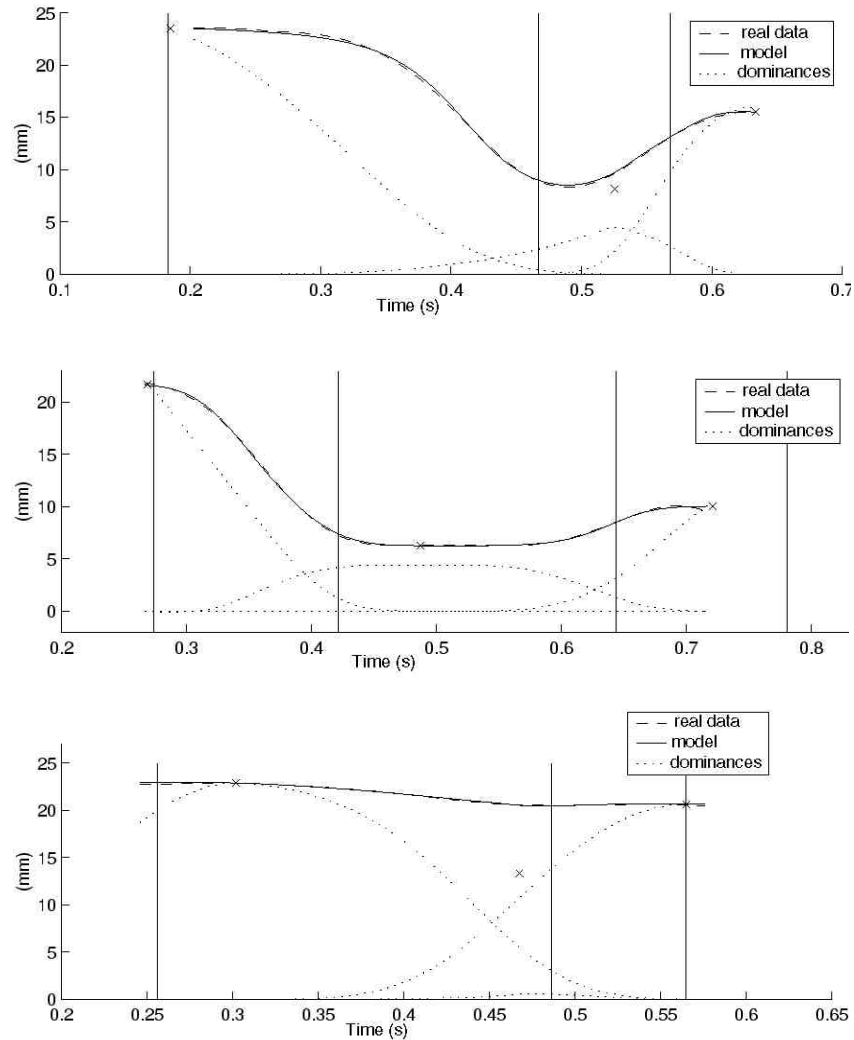 25
20
15
10
5
0
(mm)
real data
model
dominances
0.1 0.2 0.3 0.4 0.5 0.6 0.7
Time (s)
20
15
10
5
0
(mm)
real data
model
dominances
0.2 0.3 0.4 0.5 0.6 0.7 0.8
Time (s)
25
20
15
10
5
0
(mm)
real data
model
dominances
0.2 0.25 0.3 0.35 0.4 0.45 0.5 0.55 0.6 0.65
Time (s)